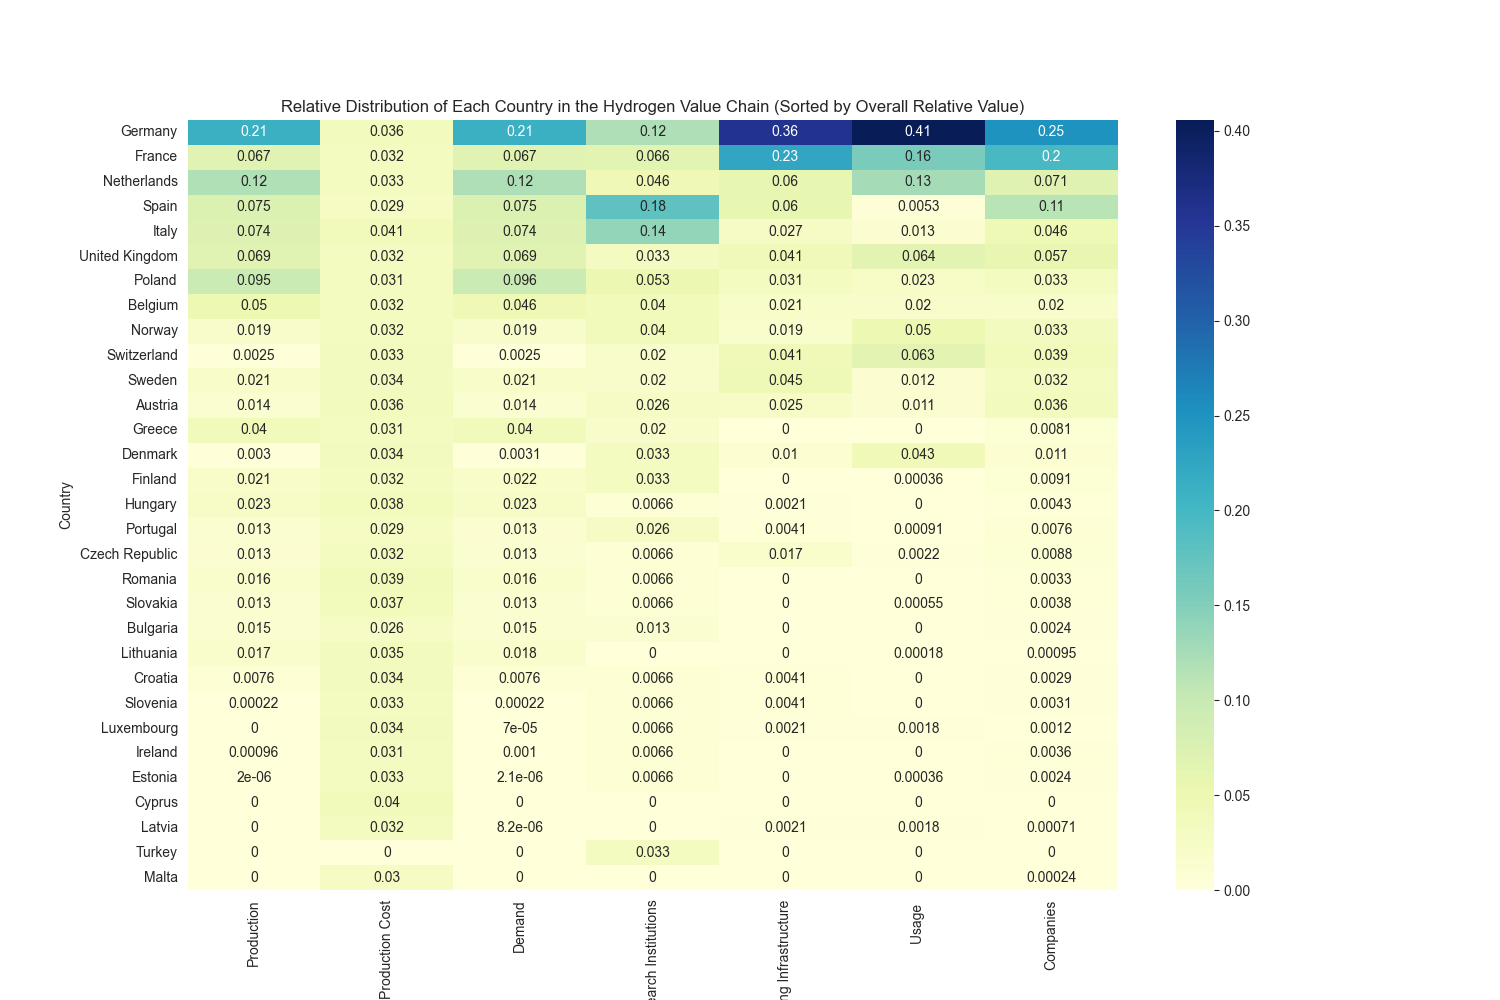 Relative Distribution of Each Country in the Hydrogen Value Chain (Sorted by Overall Relative Value)
Country
Germany 0.21 0.036 0.21 0.12 0.36 0.41 0.25
France 0.067 0.032 0.067 0.066 0.23 0.16 0.2
Netherlands 0.12 0.033 0.12 0.046 0.06 0.13 0.071
Spain 0.075 0.029 0.075 0.18 0.06 0.0053 0.11
Italy 0.074 0.041 0.074 0.14 0.027 0.013 0.046
United Kingdom 0.069 0.032 0.069 0.033 0.041 0.064 0.057
Poland 0.095 0.031 0.096 0.053 0.031 0.023 0.033
Belgium 0.05 0.032 0.046 0.04 0.021 0.02 0.02
Norway 0.019 0.032 0.019 0.04 0.019 0.05 0.033
Switzerland 0.0025 0.033 0.0025 0.02 0.041 0.063 0.039
Sweden 0.021 0.034 0.021 0.02 0.045 0.012 0.032
Austria 0.014 0.036 0.014 0.026 0.025 0.011 0.036
Greece 0.04 0.031 0.04 0.02 0 0 0.0081
Denmark 0.003 0.034 0.0031 0.033 0.01 0.043 0.011
Finland 0.021 0.032 0.022 0.033 0 0.00036 0.0091
Hungary 0.023 0.038 0.023 0.0066 0.0021 0 0.0043
Portugal 0.013 0.029 0.013 0.026 0.0041 0.00091 0.0076
Czech Republic 0.013 0.032 0.013 0.0066 0.017 0.0022 0.0088
Romania 0.016 0.039 0.016 0.0066 0 0 0.0033
Slovakia 0.013 0.037 0.013 0.0066 0 0.00055 0.0038
Bulgaria 0.015 0.026 0.015 0.013 0 0 0.0024
Lithuania 0.017 0.035 0.018 0 0 0.00018 0.00095
Croatia 0.0076 0.034 0.0076 0.0066 0.0041 0 0.0029
Slovenia 0.00022 0.033 0.00022 0.0066 0.0041 0 0.0031
Luxembourg 0 0.034 7e-05 0.0066 0.0021 0.0018 0.0012
Ireland 0.00096 0.031 0.001 0.0066 0 0 0.0036
Estonia 2e-06 0.033 2.1e-06 0.0066 0 0.00036 0.0024
Cyprus 0 0.04 0 0 0 0 0
Latvia 0 0.032 8.2e-06 0 0.0021 0.0018 0.00071
Turkey 0 0 0 0.033 0 0 0
Malta 0 0.03 0 0 0 0 0.00024
Production
Production Cost
Demand
earch Institutions
ng Infrastructure
Usage
Companies
0.40
0.35
0.30
0.25
0.20
0.15
0.10
0.05
0.00